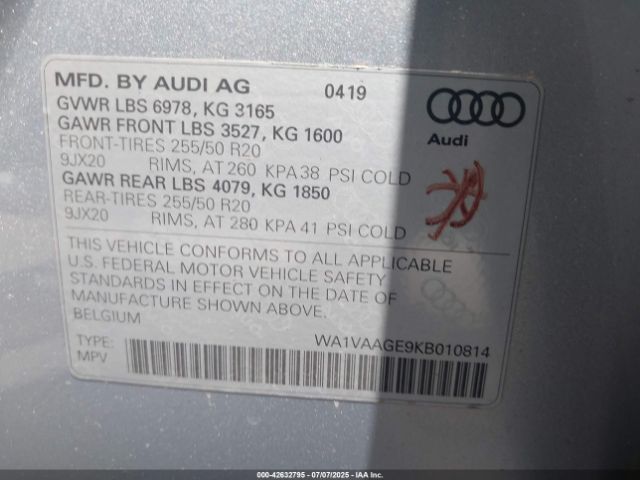 MFD. BY AUDI AG 0419
GVWR LBS 6978, KG 3165
GAWR FRONT LBS 3527, KG 1600
FRONT-TIRES 255/50 R20
9JX20 RIMS, AT 260 KPA 38 PSI COLD
GAWR REAR LBS 4079, KG 1850
REAR-TIRES 255/50 R20
9JX20 RIMS, AT 280 KPA 41 PSI COLD
Audi
THIS VEHICLE CONFORMS TO ALL APPLICABLE
U.S. FEDERAL MOTOR VEHICLE SAFETY
STANDARDS IN EFFECT ON THE DATE OF
MANUFACTURE SHOWN ABOVE.
BELGIUM
TYPE: WA1VAAGE9KB010814
MPV
000-42632795 - 07/07/2025 - IAAI.COM